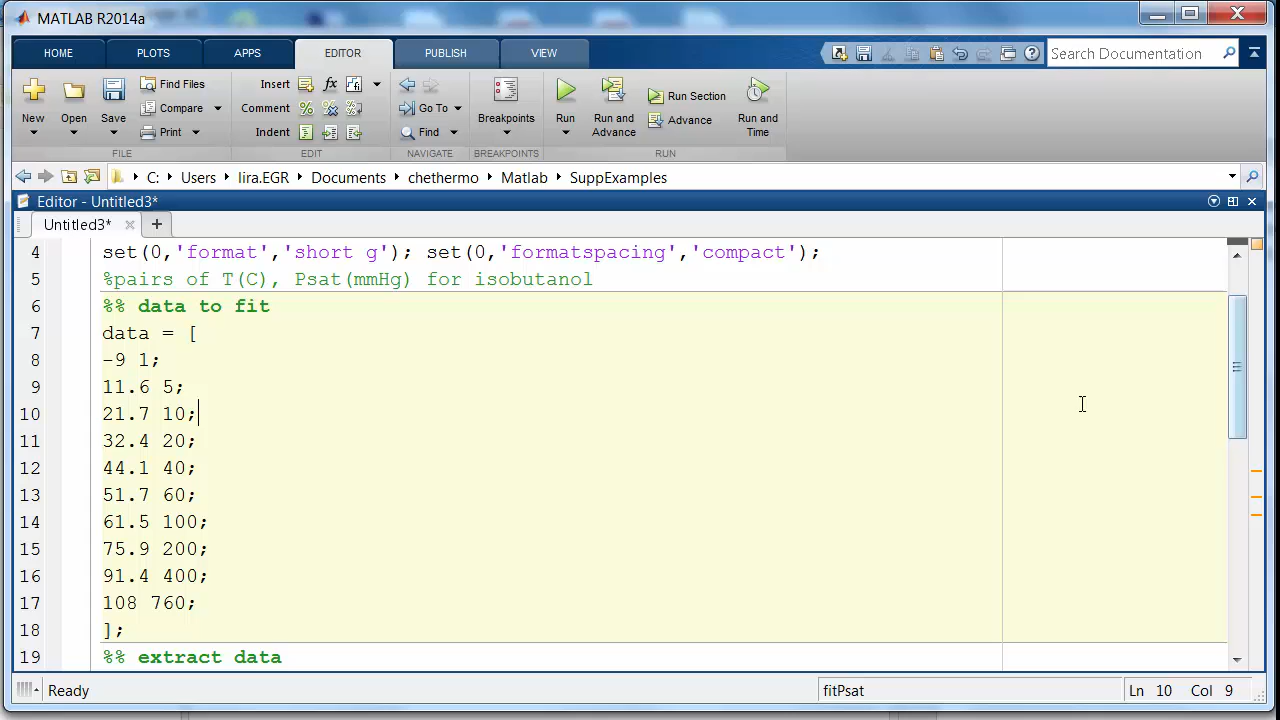 MATLAB R2014a
HOME PLOTS APPS EDITOR PUBLISH VIEW Search Documentation
New Open Save Find Files Compare Print
Insert Comment Indent
Go To Find
Breakpoints
Run Run and Advance Run Section Advance Run and Time
FILE EDIT NAVIGATE BREAKPOINTS RUN
C: Users lira.EGR Documents chethermo Matlab SuppExamples
Editor - Untitled3*
Untitled3*
4 set(0,'format','short g'); set(0,'formatspacing','compact');
5 %pairs of T(C), Psat(mmHg) for isobutanol
6 %% data to fit
7 data = [
8 -9 1;
9 11.6 5;
10 21.7 10;
11 32.4 20;
12 44.1 40;
13 51.7 60;
14 61.5 100;
15 75.9 200;
16 91.4 400;
17 108 760;
18 ];
19 %% extract data
Ready fitPsat Ln 10 Col 9